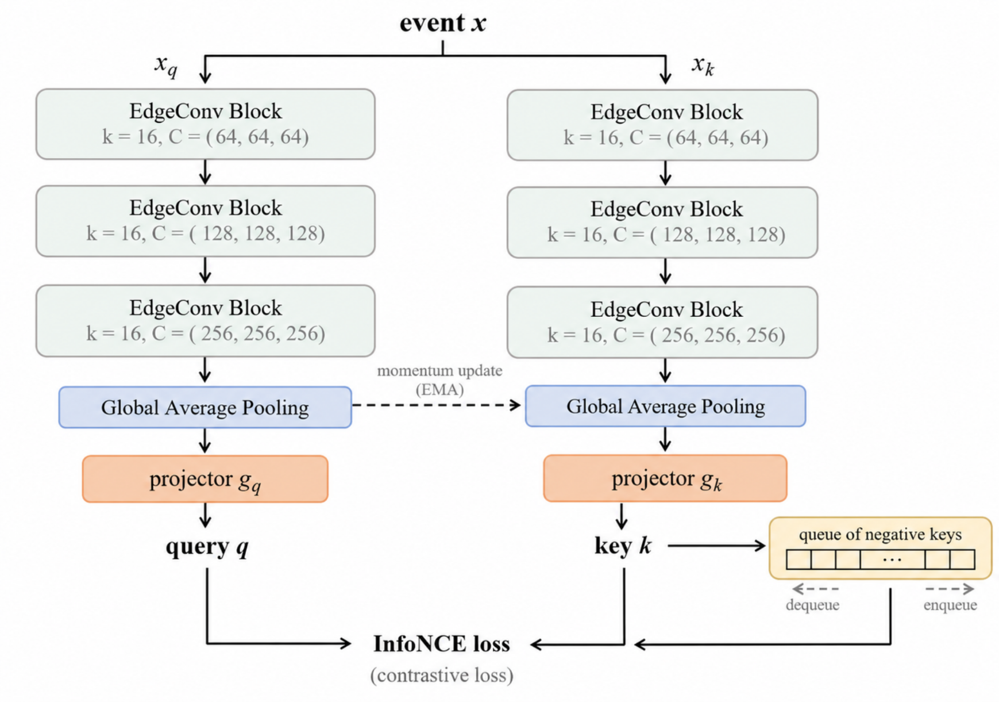 event x
x_q
x_k
EdgeConv Block
k = 16, C = (64, 64, 64)
EdgeConv Block
k = 16, C = (64, 64, 64)
EdgeConv Block
k = 16, C = ( 128, 128, 128)
EdgeConv Block
k = 16, C = ( 128, 128, 128)
EdgeConv Block
k = 16, C = ( 256, 256, 256)
EdgeConv Block
k = 16, C = ( 256, 256, 256)
momentum update
(EMA)
Global Average Pooling
Global Average Pooling
projector g_q
projector g_k
query q
key k
queue of negative keys
...
dequeue
enqueue
InfoNCE loss
(contrastive loss)